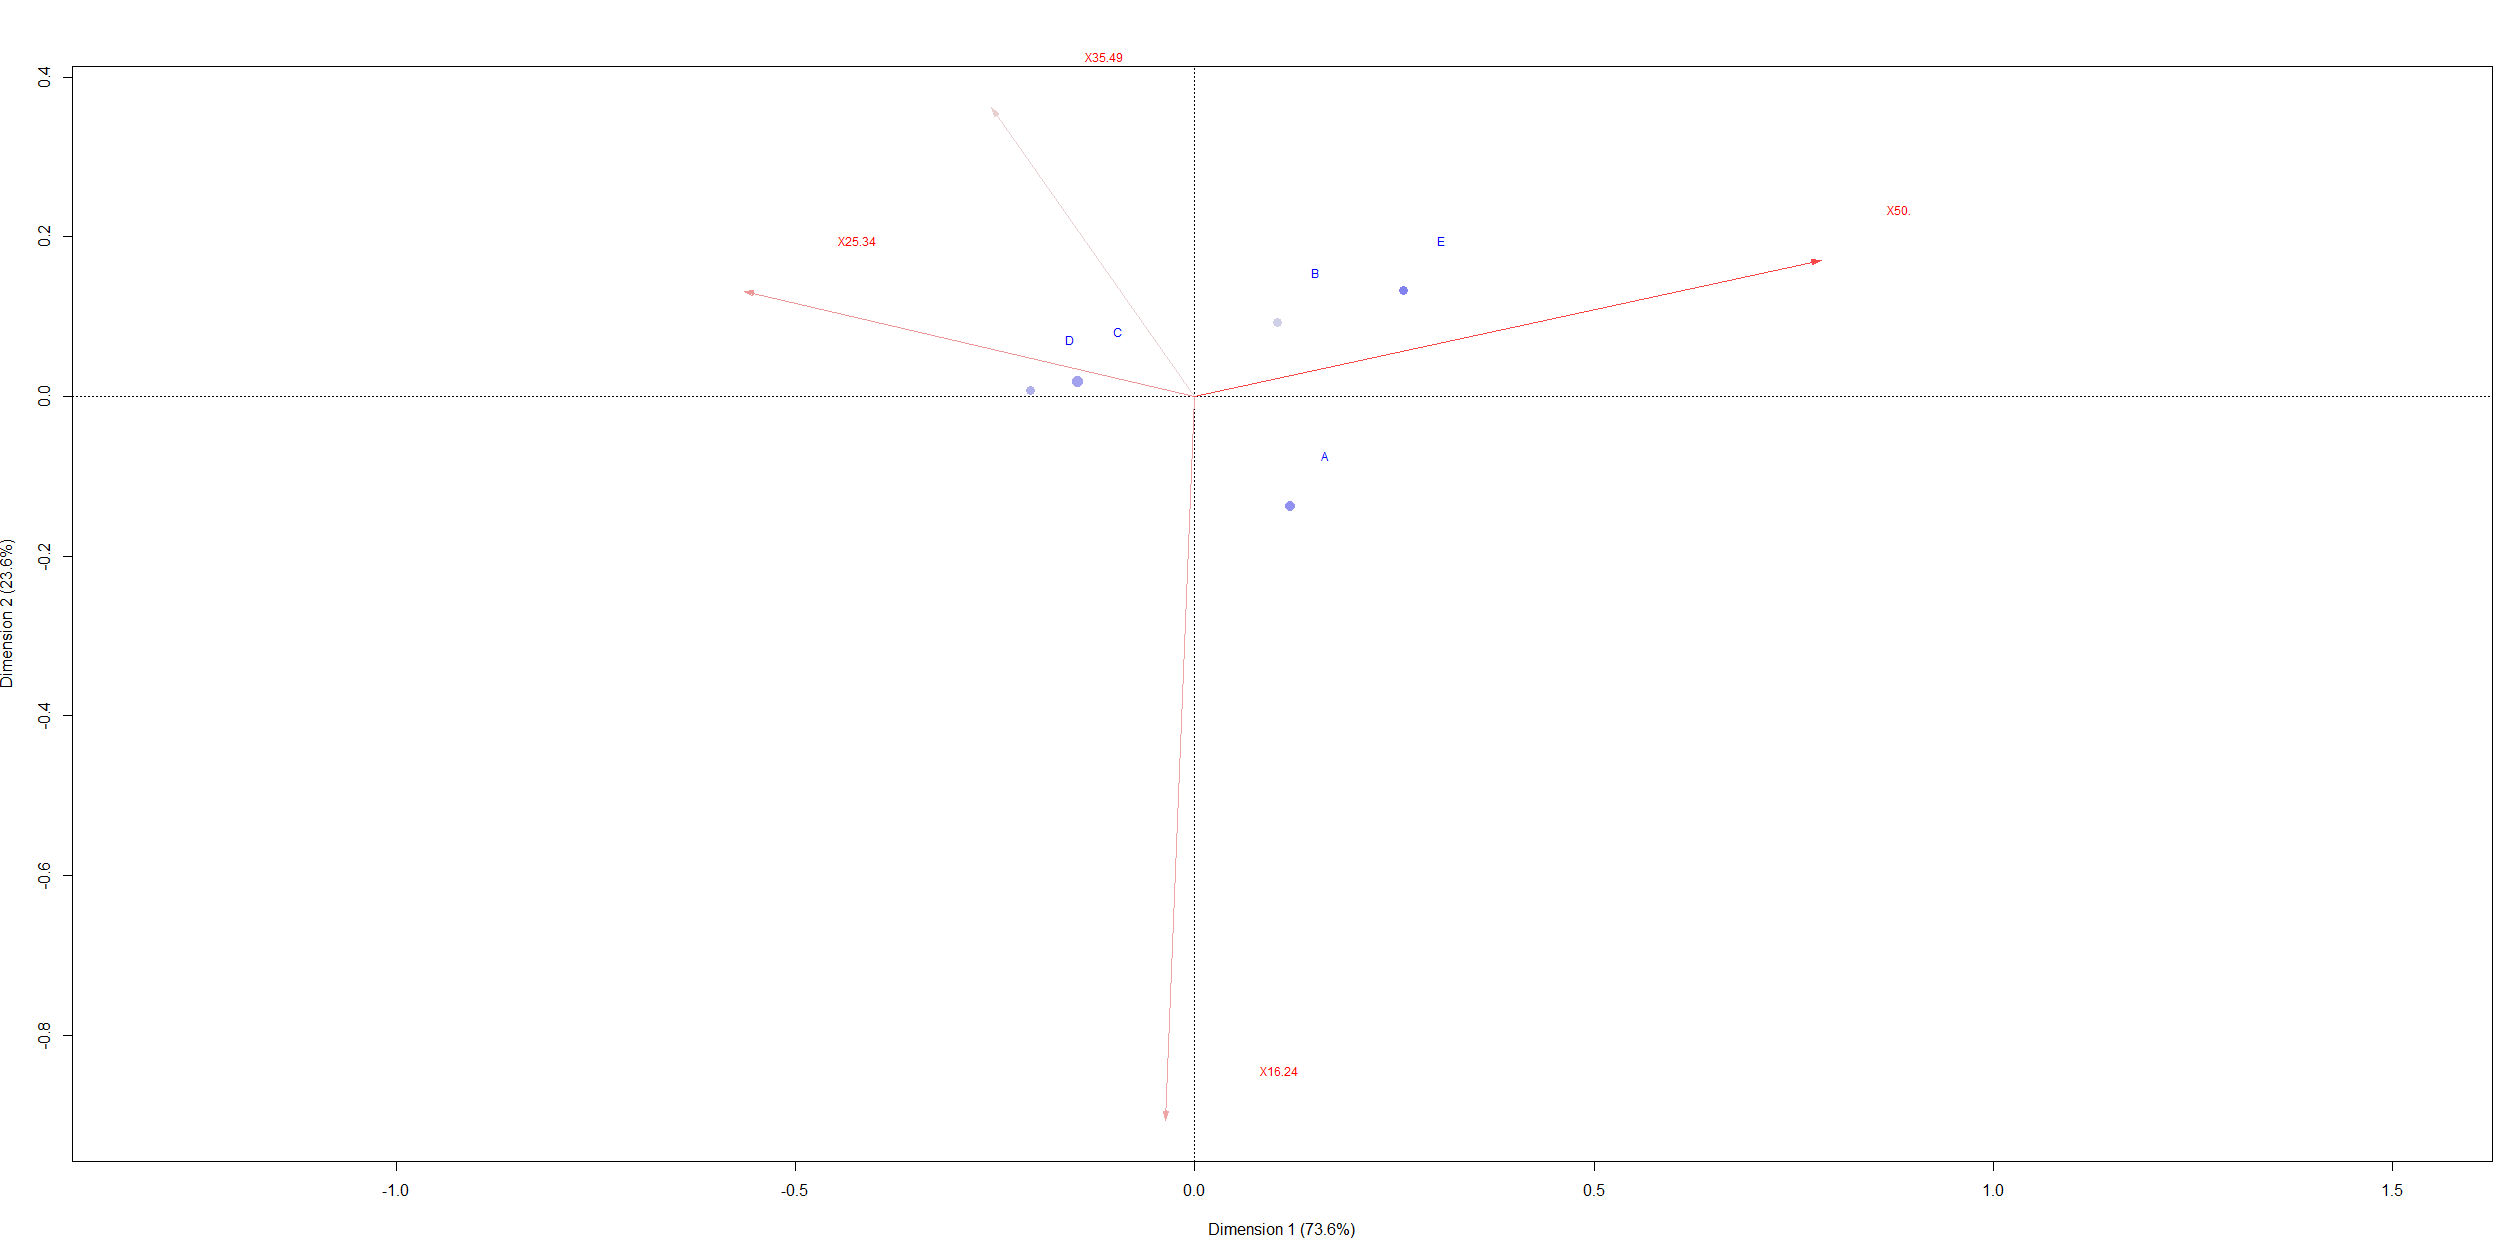 X35.49
X50.
X25.34
E
B
C
D
A
X16.24
0.4
0.2
0.0
-0.2
-0.4
-0.6
-0.8
Dimension 2 (23.6%)
-1.0 -0.5 0.0 0.5 1.0 1.5
Dimension 1 (73.6%)